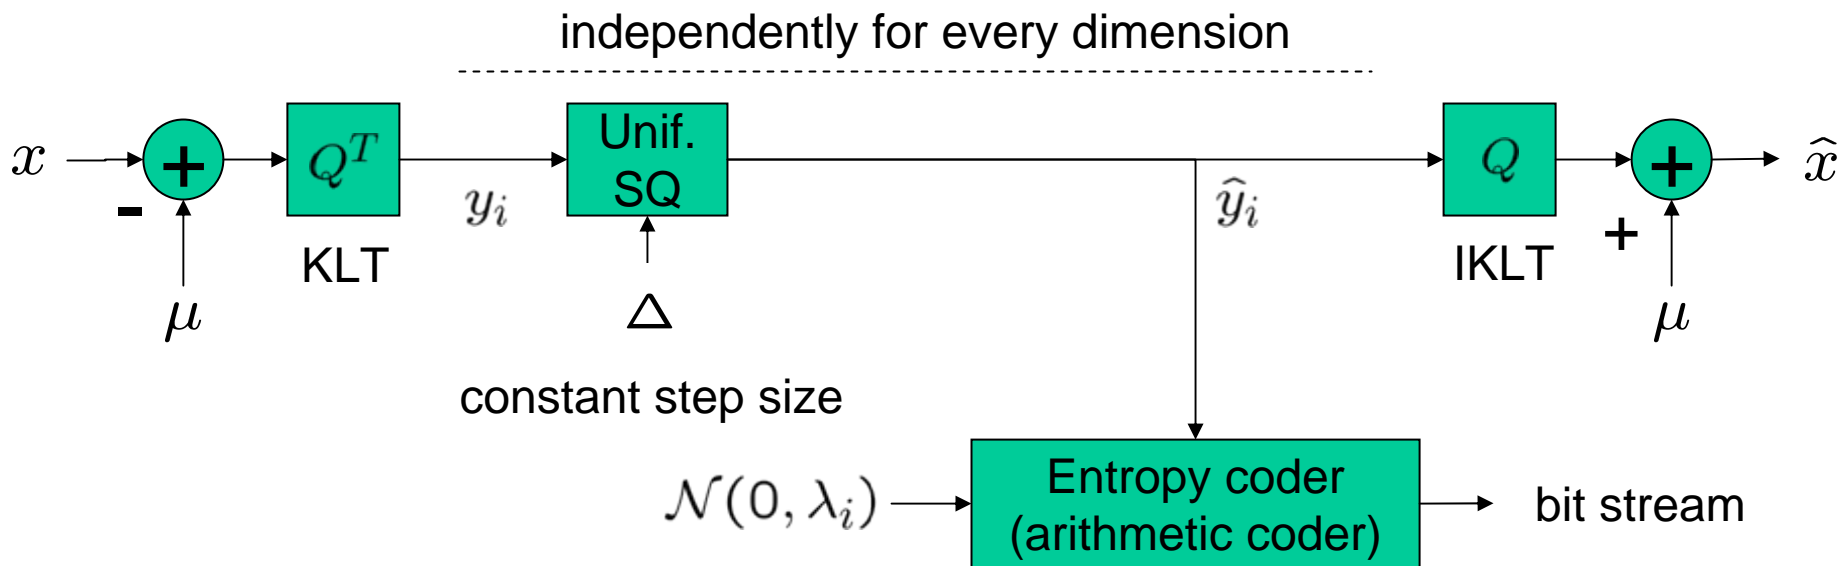 independently for every dimension
x
+
-
μ
Q^T
KLT
y_i
Unif.
SQ
Δ
constant step size
ŷ_i
Q
IKLT
+
+
μ
x̂
𝒩(0, λ_i)
Entropy coder
(arithmetic coder)
bit stream